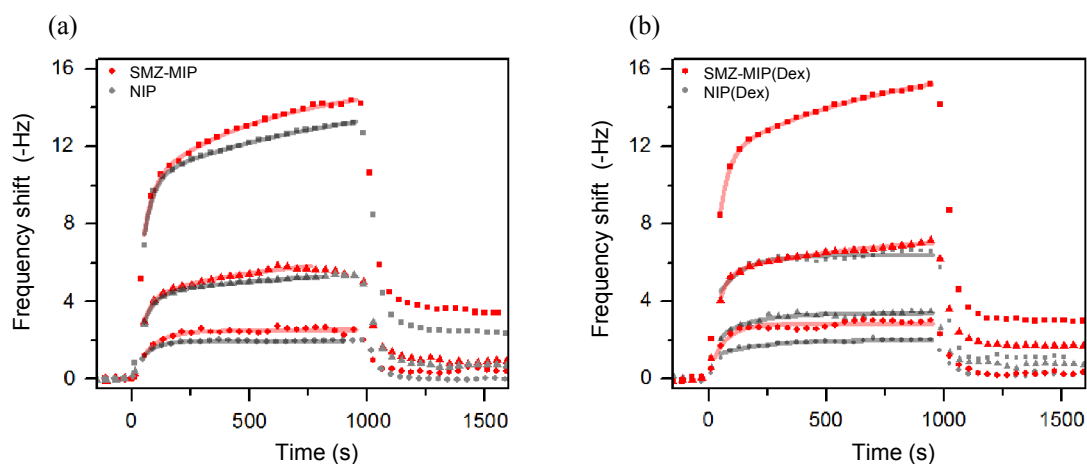 (a)
(b)
SMZ-MIP
NIP
SMZ-MIP(Dex)
NIP(Dex)
Frequency shift (-Hz)
16
12
8
4
0
0 500 1000 1500
Time (s)
Frequency shift (-Hz)
16
12
8
4
0
0 500 1000 1500
Time (s)